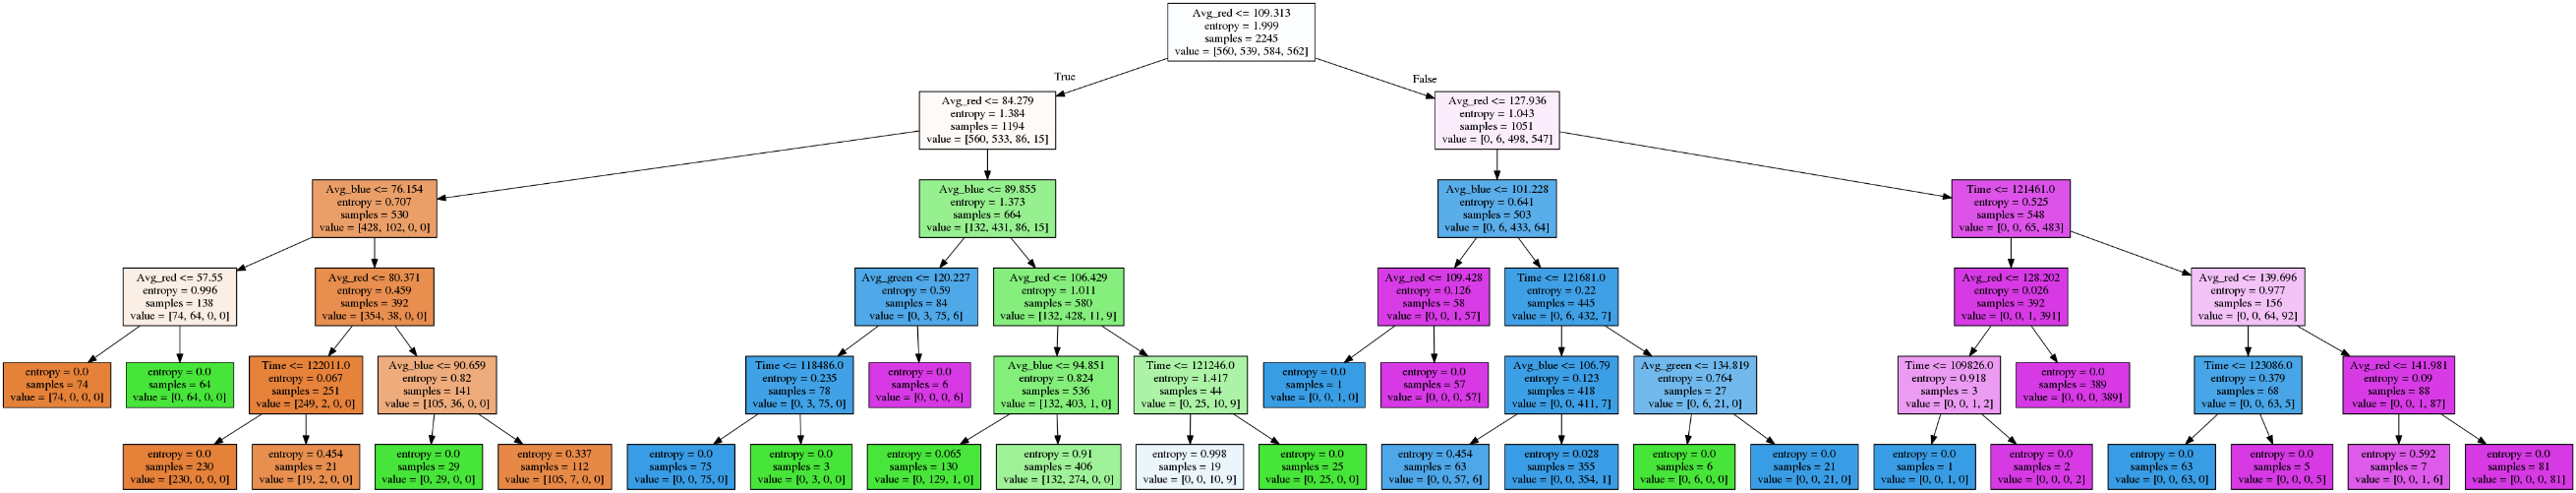 Avg_red <= 109.313
entropy = 1.999
samples = 2245
value = [560, 539, 584, 562]
True
False
Avg_red <= 84.279
entropy = 1.384
samples = 1194
value = [560, 533, 86, 15]
Avg_red <= 127.936
entropy = 1.043
samples = 1051
value = [0, 6, 498, 547]
Avg_blue <= 76.154
entropy = 0.707
samples = 530
value = [428, 102, 0, 0]
Avg_blue <= 89.855
entropy = 1.373
samples = 664
value = [132, 431, 86, 15]
Avg_blue <= 101.228
entropy = 0.641
samples = 503
value = [0, 6, 433, 64]
Time <= 121461.0
entropy = 0.525
samples = 548
value = [0, 0, 65, 483]
Avg_red <= 57.55
entropy = 0.996
samples = 138
value = [74, 64, 0, 0]
Avg_red <= 80.371
entropy = 0.459
samples = 392
value = [354, 38, 0, 0]
Avg_green <= 120.227
entropy = 0.59
samples = 84
value = [0, 3, 75, 6]
Avg_red <= 106.429
entropy = 1.011
samples = 580
value = [132, 428, 11, 9]
Avg_red <= 109.428
entropy = 0.126
samples = 58
value = [0, 0, 1, 57]
Time <= 121681.0
entropy = 0.22
samples = 445
value = [0, 6, 432, 7]
Avg_red <= 128.202
entropy = 0.026
samples = 392
value = [0, 0, 1, 391]
Avg_red <= 139.696
entropy = 0.977
samples = 156
value = [0, 0, 64, 92]
entropy = 0.0
samples = 74
value = [74, 0, 0, 0]
entropy = 0.0
samples = 64
value = [0, 64, 0, 0]
Time <= 122011.0
entropy = 0.067
samples = 251
value = [249, 2, 0, 0]
Avg_blue <= 90.659
entropy = 0.82
samples = 141
value = [105, 36, 0, 0]
Time <= 118486.0
entropy = 0.235
samples = 78
value = [0, 3, 75, 0]
entropy = 0.0
samples = 6
value = [0, 0, 0, 6]
Avg_blue <= 94.851
entropy = 0.824
samples = 536
value = [132, 403, 1, 0]
Time <= 121246.0
entropy = 1.417
samples = 44
value = [0, 25, 10, 9]
entropy = 0.0
samples = 1
value = [0, 0, 1, 0]
entropy = 0.0
samples = 57
value = [0, 0, 0, 57]
Avg_blue <= 106.79
entropy = 0.123
samples = 418
value = [0, 0, 411, 7]
Avg_green <= 134.819
entropy = 0.764
samples = 27
value = [0, 6, 21, 0]
Time <= 109826.0
entropy = 0.918
samples = 3
value = [0, 0, 1, 2]
entropy = 0.0
samples = 389
value = [0, 0, 0, 389]
Time <= 123086.0
entropy = 0.379
samples = 68
value = [0, 0, 63, 5]
Avg_red <= 141.981
entropy = 0.09
samples = 88
value = [0, 0, 1, 87]
entropy = 0.0
samples = 230
value = [230, 0, 0, 0]
entropy = 0.454
samples = 21
value = [19, 2, 0, 0]
entropy = 0.0
samples = 29
value = [0, 29, 0, 0]
entropy = 0.337
samples = 112
value = [105, 7, 0, 0]
entropy = 0.0
samples = 75
value = [0, 0, 75, 0]
entropy = 0.0
samples = 3
value = [0, 3, 0, 0]
entropy = 0.065
samples = 130
value = [0, 129, 1, 0]
entropy = 0.91
samples = 406
value = [132, 274, 0, 0]
entropy = 0.998
samples = 19
value = [0, 0, 10, 9]
entropy = 0.0
samples = 25
value = [0, 25, 0, 0]
entropy = 0.454
samples = 63
value = [0, 0, 57, 6]
entropy = 0.028
samples = 355
value = [0, 0, 354, 1]
entropy = 0.0
samples = 6
value = [0, 6, 0, 0]
entropy = 0.0
samples = 21
value = [0, 0, 21, 0]
entropy = 0.0
samples = 1
value = [0, 0, 1, 0]
entropy = 0.0
samples = 2
value = [0, 0, 0, 2]
entropy = 0.0
samples = 63
value = [0, 0, 63, 0]
entropy = 0.0
samples = 5
value = [0, 0, 0, 5]
entropy = 0.592
samples = 7
value = [0, 0, 1, 6]
entropy = 0.0
samples = 81
value = [0, 0, 0, 81]